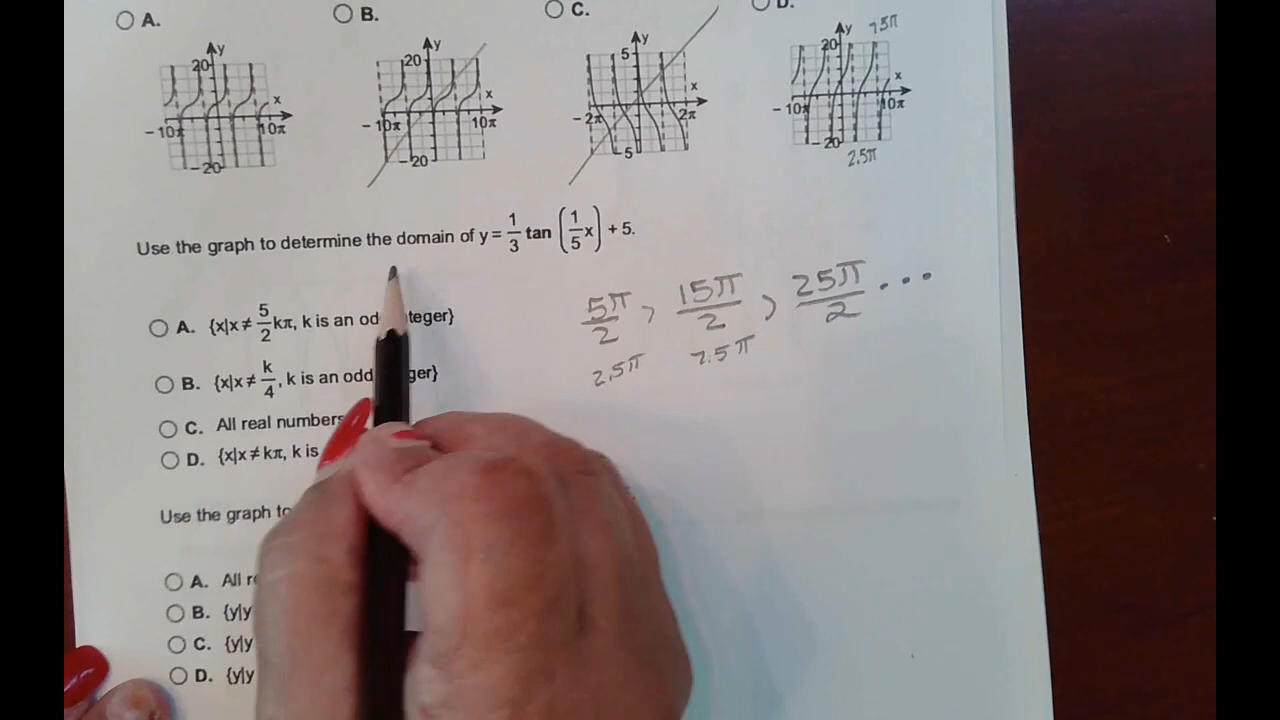 A.
B.
C.
D.
y
20
x
- 10π
10π
- 20
y
20
x
- 10π
10π
- 20
y
5
x
- 2π
2π
- 5
7.5π
y
20
x
- 10π
10π
- 20
2.5π
Use the graph to determine the domain of y = 1/3 tan (1/5 x) + 5.
A. {x|x ≠ 5/2 kπ, k is an odd integer}
B. {x|x ≠ k/4, k is an odd
C. All real numbers
D. {x|x ≠ kπ, k is
5π/2, 15π/2, 25π/2 ...
2.5π 7.5π
Use the graph to
A. All
B. {y|y
C. {y|y
D. {y|y